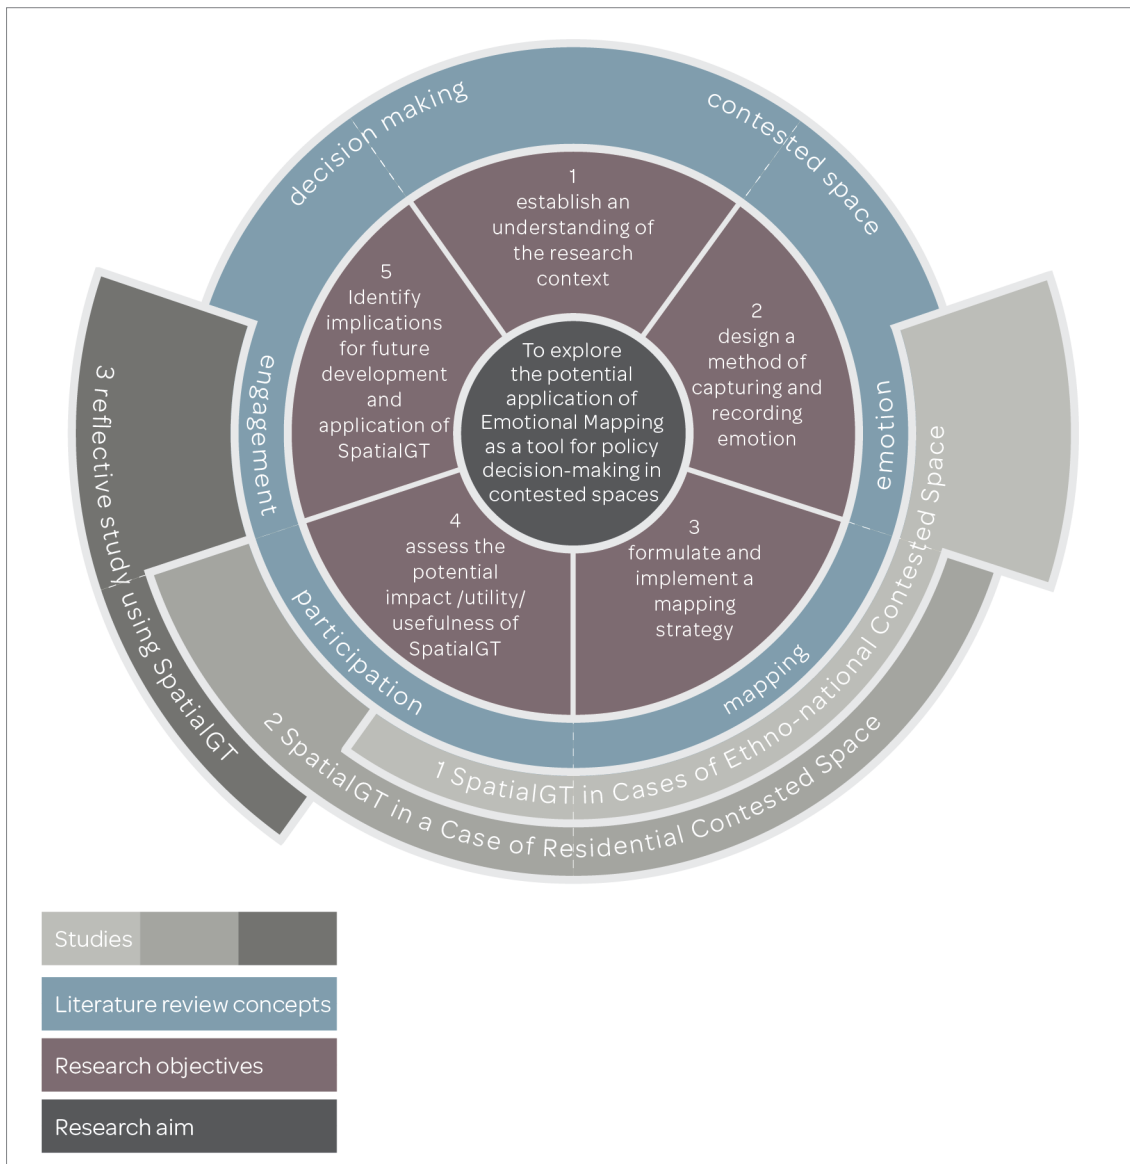 decision making
contested space
1
establish an
understanding of
the research
context
2
design a
method of
capturing and
recording
emotion
3
formulate and
implement a
mapping
strategy
4
assess the
potential
impact /utility/
usefulness of
SpatialGT
5
Identify
implications
for future
development
and
application of
SpatialGT
To explore
the potential
application of
Emotional Mapping
as a tool for policy
decision-making in
contested spaces
engagement
emotion
participation
mapping
1 SpatialGT in Cases of Ethno-national Contested Space
2 SpatialGT in a Case of Residential Contested Space
3 reflective study using SpatialGT
Studies
Literature review concepts
Research objectives
Research aim